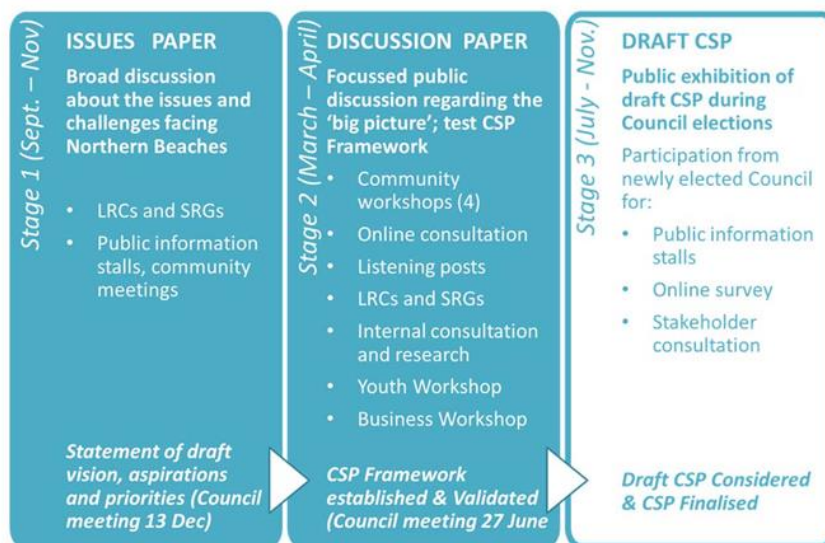 Stage 1 (Sept. – Nov)
ISSUES PAPER
Broad discussion
about the issues and
challenges facing
Northern Beaches
• LRCs and SRGs
• Public information
stalls, community
meetings
Statement of draft
vision, aspirations
and priorities (Council
meeting 13 Dec)
Stage 2 (March – April)
DISCUSSION PAPER
Focussed public
discussion regarding the
‘big picture’; test CSP
Framework
• Community
workshops (4)
• Online consultation
• Listening posts
• LRCs and SRGs
• Internal consultation
and research
• Youth Workshop
• Business Workshop
CSP Framework
established & Validated
(Council meeting 27 June
Stage 3 (July - Nov.)
DRAFT CSP
Public exhibition of
draft CSP during
Council elections
Participation from
newly elected Council
for:
• Public information
stalls
• Online survey
• Stakeholder
consultation
Draft CSP Considered
& CSP Finalised